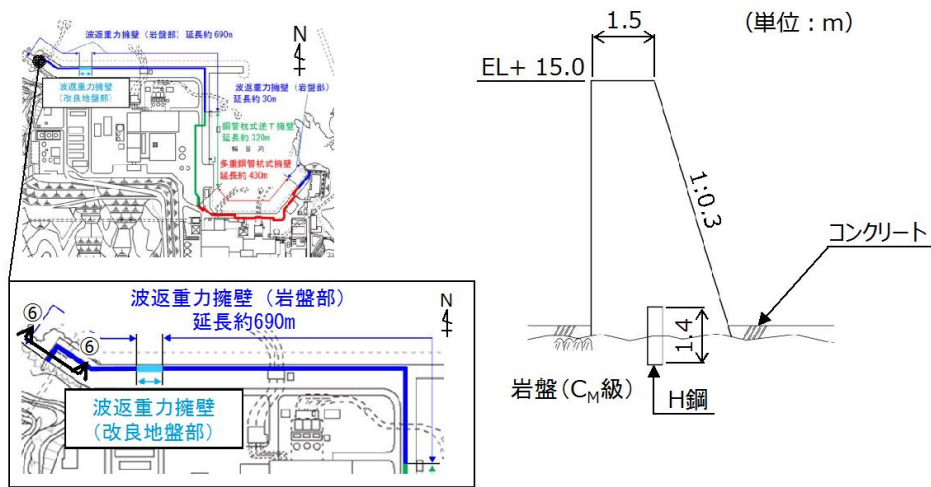 波返重力擁壁（岩盤部）延長約690m
N
波返重力擁壁
（改良地盤部）
波返重力擁壁（岩盤部）
延長約30m
鋼管杭式逆T擁壁
延長約320m
輪谷湾
多重鋼管杭式擁壁
延長約430m
波返重力擁壁（岩盤部）
延長約690m
N
⑥
⑥
波返重力擁壁
（改良地盤部）
（単位：m）
1.5
EL+ 15.0
1:0.3
コンクリート
1.4
岩盤（CM級）
H鋼